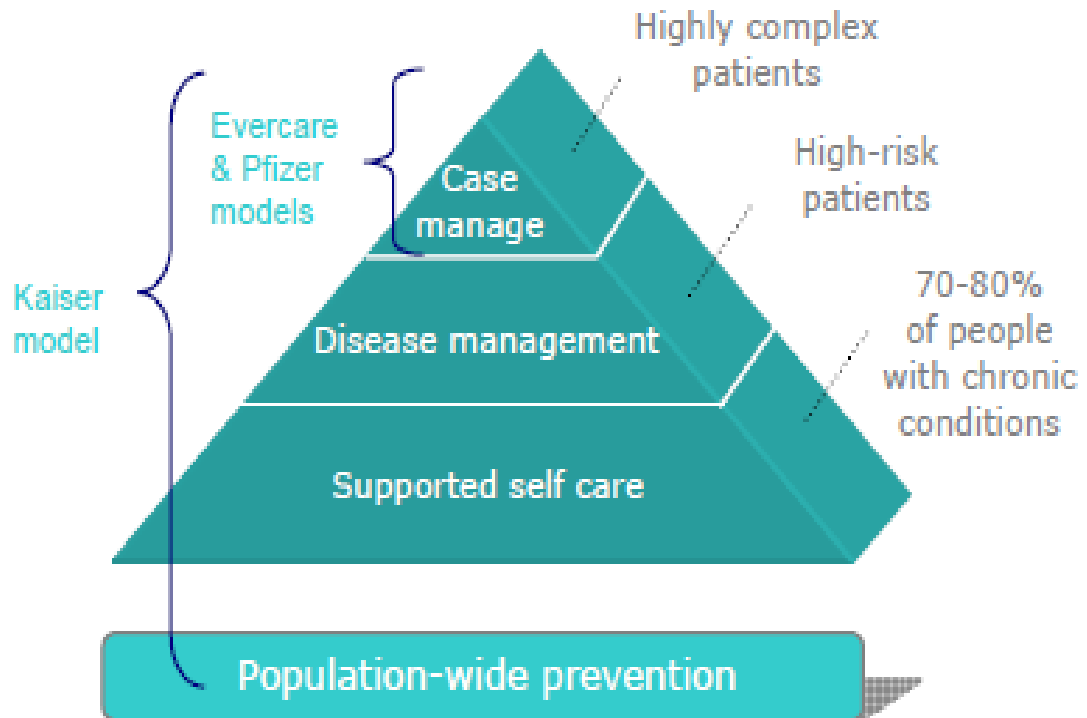 Highly complex
patients
Evercare
& Pfizer
models
Case
manage
High-risk
patients
Kaiser
model
70-80%
of people
with chronic
conditions
Disease management
Supported self care
Population-wide prevention